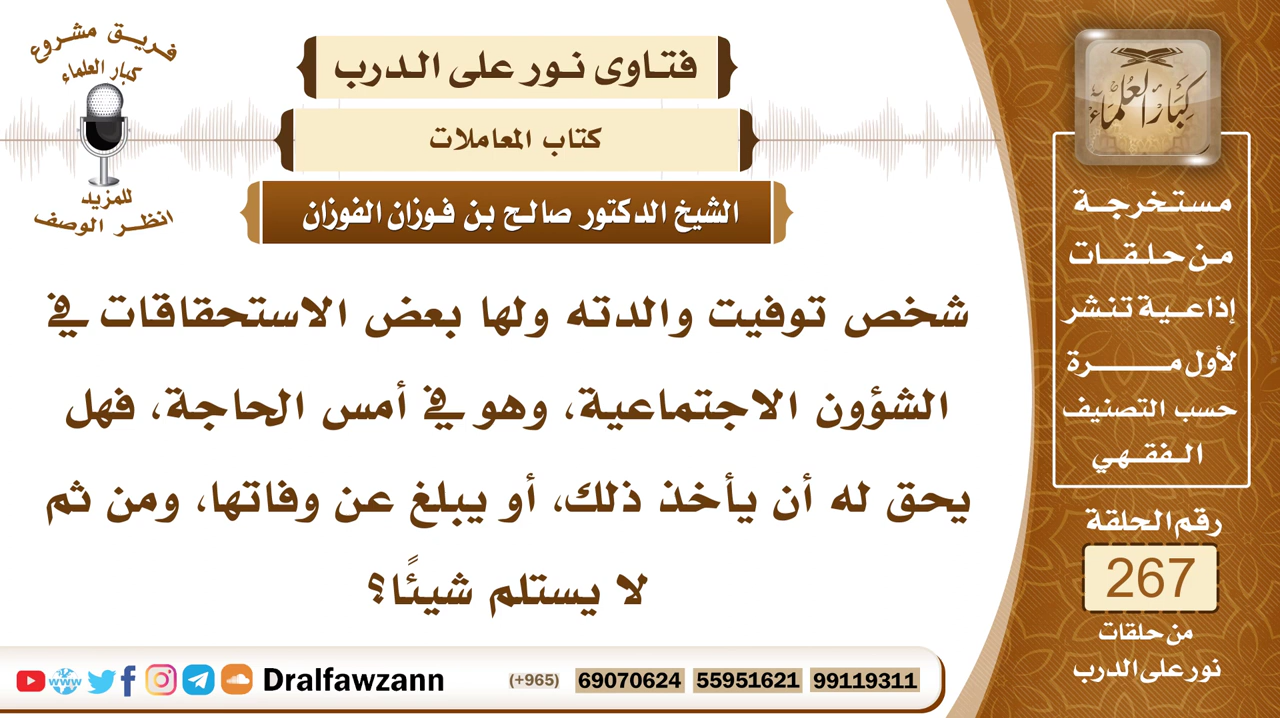 فتاوى نور على الدرب
كتاب المعاملات
الشيخ الدكتور صالح بن فوزان الفوزان
شخص توفيت والدته ولها بعض الاستحقاقات في
الشؤون الاجتماعية، وهو في أمس الحاجة، فهل
يحق له أن يأخذ ذلك، أو يبلغ عن وفاتها، ومن ثم
لا يستلم شيئًا؟
فريق مشروع
كبار العلماء
للمزيد
انظر الوصف
كبار العلماء
مستخرجة
من حلقات
إذاعية تنشر
لأول مرة
حسب التصنيف
الفقهي
رقم الحلقة
267
من حلقات
نور على الدرب
www Dralfawzann (+965) 69070624 55951621 99119311